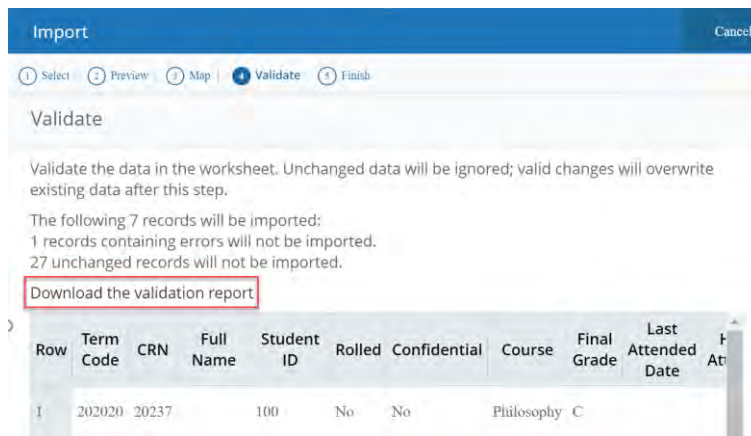 Import
Cancel
1 Select 2 Preview 3 Map 4 Validate 5 Finish
Validate
Validate the data in the worksheet. Unchanged data will be ignored; valid changes will overwrite
existing data after this step.
The following 7 records will be imported:
1 records containing errors will not be imported.
27 unchanged records will not be imported.
Download the validation report
Row Term Code CRN Full Name Student ID Rolled Confidential Course Final Grade Last Attended Date
1 202020 20237 100 No No Philosophy C